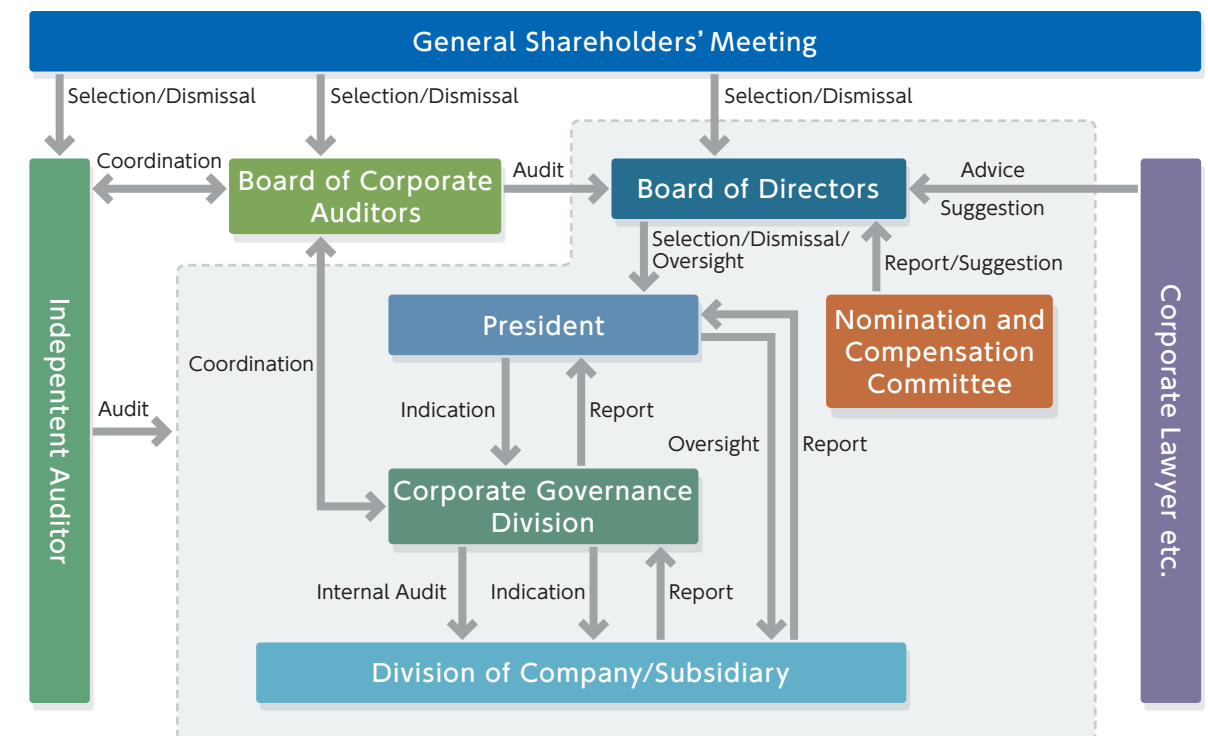 General Shareholders' Meeting
Selection/Dismissal
Selection/Dismissal
Selection/Dismissal
Coordination
Board of Corporate
Auditors
Audit
Board of Directors
Advice
Suggestion
Selection/Dismissal/
Oversight
Report/Suggestion
Indepentent Auditor
President
Nomination and
Compensation
Committee
Corporate Lawyer etc.
Coordination
Audit
Indication
Report
Oversight
Report
Corporate Governance
Division
Internal Audit
Indication
Report
Division of Company/Subsidiary